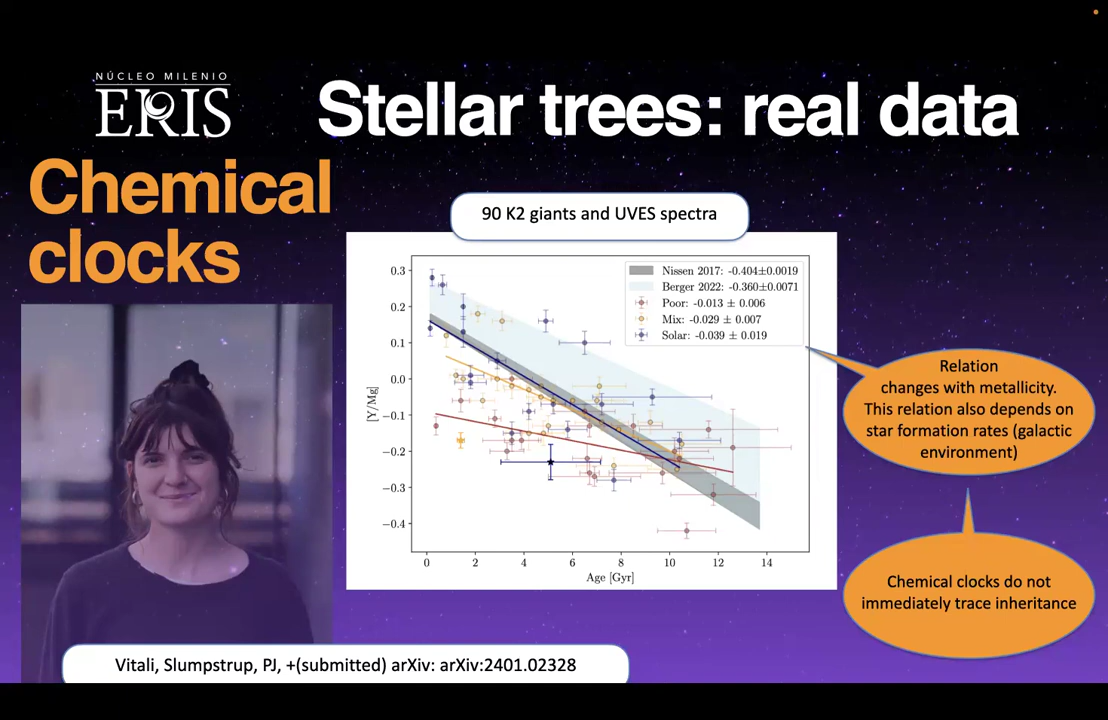 NÚCLEO MILENIO
ERIS
Stellar trees: real data
Chemical
clocks
90 K2 giants and UVES spectra
Nissen 2017: -0.404±0.0019
Berger 2022: -0.360±0.0071
Poor: -0.013 ± 0.006
Mix: -0.029 ± 0.007
Solar: -0.039 ± 0.019
0.3
0.2
0.1
0.0
−0.1
−0.2
−0.3
−0.4
[Y/Mg]
0 2 4 6 8 10 12 14
Age [Gyr]
Relation
changes with metallicity.
This relation also depends on
star formation rates (galactic
environment)
Chemical clocks do not
immediately trace inheritance
Vitali, Slumpstrup, PJ, +(submitted) arXiv: arXiv:2401.02328